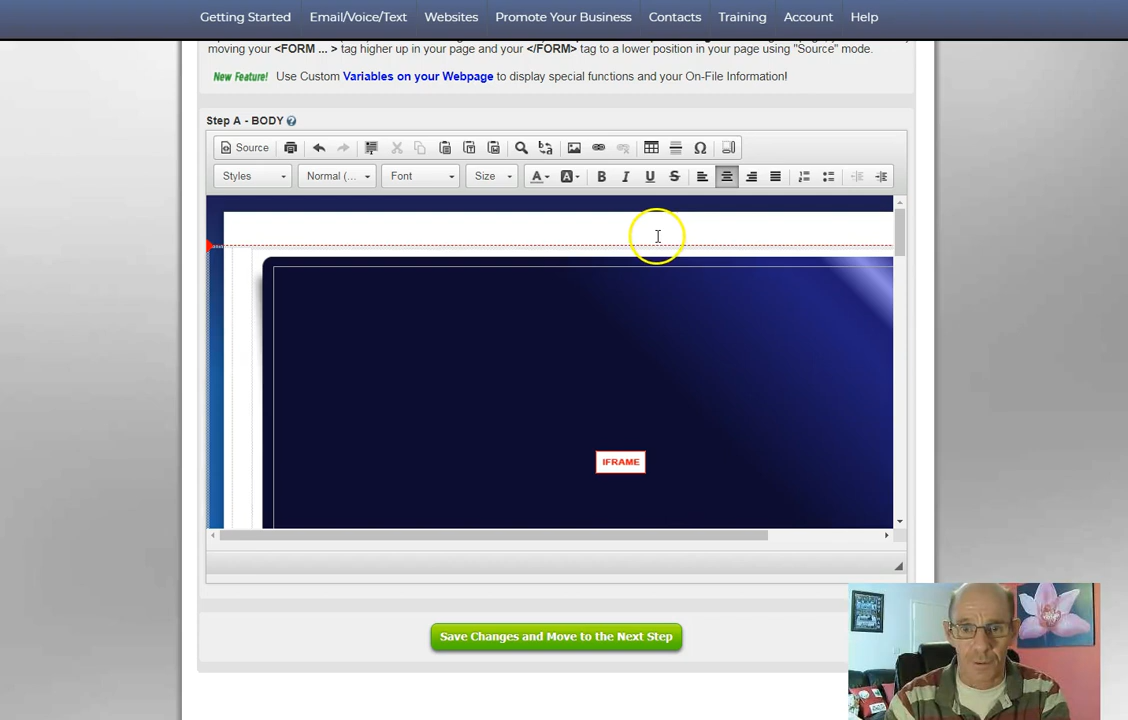 Getting Started Email/Voice/Text Websites Promote Your Business Contacts Training Account Help
moving your <FORM ... > tag higher up in your page and your </FORM> tag to a lower position in your page using "Source" mode.
New Feature! Use Custom Variables on your Webpage to display special functions and your On-File Information!
Step A - BODY
Source
Styles Normal (... Font Size A A B I U S
IFRAME
Save Changes and Move to the Next Step